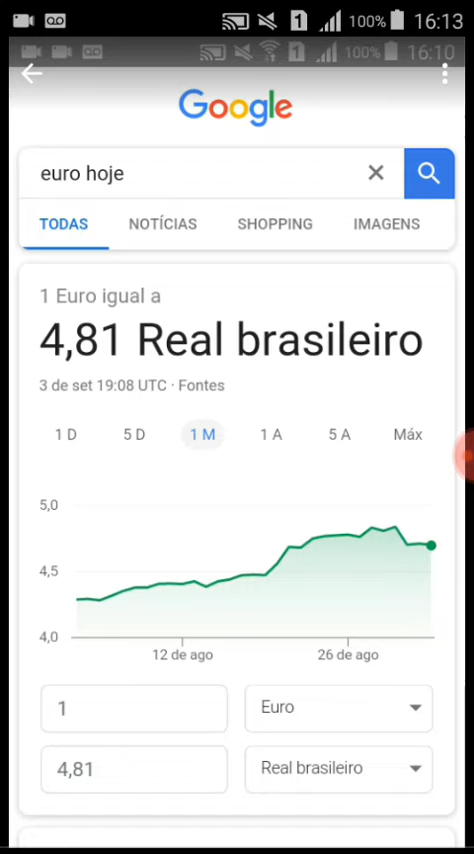 1 100% 16:13
1 100% 16:10
Google
euro hoje
TODAS NOTÍCIAS SHOPPING IMAGENS
1 Euro igual a
4,81 Real brasileiro
3 de set 19:08 UTC · Fontes
1 D 5 D 1 M 1 A 5 A Máx
5,0
4,5
4,0
12 de ago 26 de ago
1 Euro
4,81 Real brasileiro